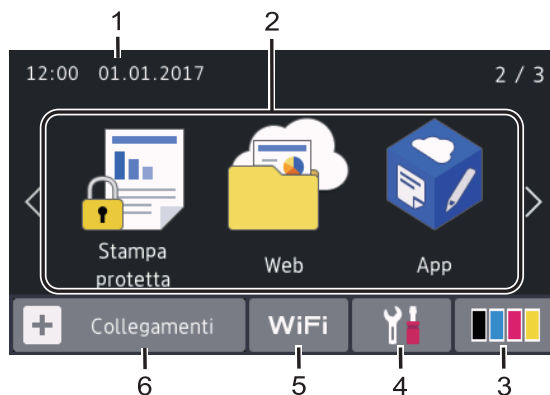 1
2
12:00 01.01.2017
2 / 3
Stampa
protetta
Web
App
+ Collegamenti
WiFi
6
5
4
3